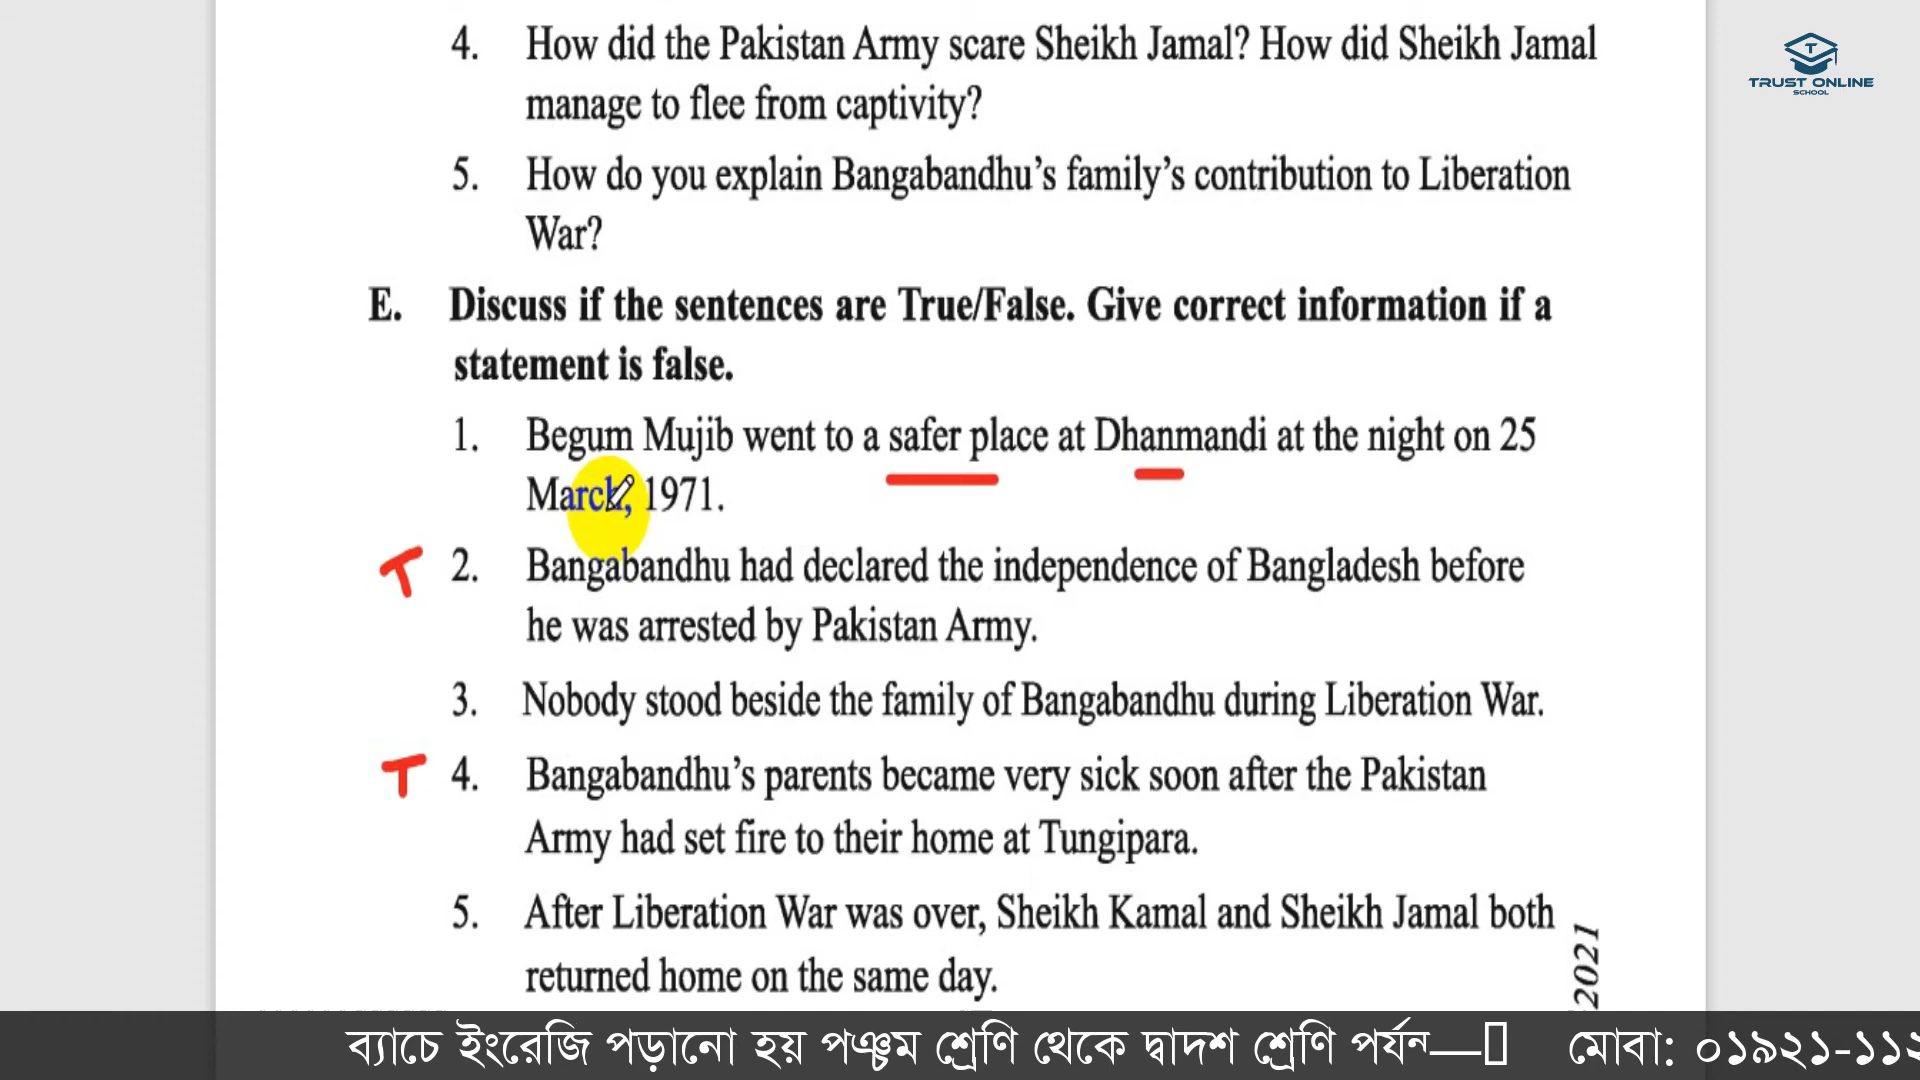 4. How did the Pakistan Army scare Sheikh Jamal? How did Sheikh Jamal
manage to flee from captivity?
5. How do you explain Bangabandhu's family's contribution to Liberation
War?
E. Discuss if the sentences are True/False. Give correct information if a
statement is false.
1. Begum Mujib went to a safer place at Dhanmandi at the night on 25
March, 1971.
T 2. Bangabandhu had declared the independence of Bangladesh before
he was arrested by Pakistan Army.
3. Nobody stood beside the family of Bangabandhu during Liberation War.
T 4. Bangabandhu's parents became very sick soon after the Pakistan
Army had set fire to their home at Tungipara.
5. After Liberation War was over, Sheikh Kamal and Sheikh Jamal both
returned home on the same day.
2021
T
TRUST ONLINE
SCHOOL
ব্যাচে ইংরেজি পড়ানো হয় পঞ্চম শ্রেণি থেকে দ্বাদশ শ্রেণি পর্যন— মোবা: ০১৯২১-১১২